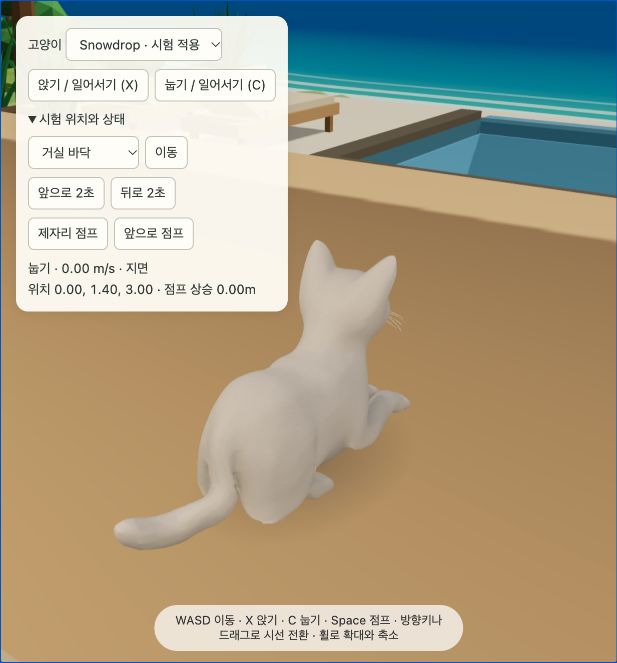 고양이 Snowdrop · 시험 적용
앉기 / 일어서기 (X) 눕기 / 일어서기 (C)
▼ 시험 위치와 상태
거실 바닥 이동
앞으로 2초 뒤로 2초
제자리 점프 앞으로 점프
눕기 · 0.00 m/s · 지면
위치 0.00, 1.40, 3.00 · 점프 상승 0.00m
WASD 이동 · X 앉기 · C 눕기 · Space 점프 · 방향키나
드래그로 시선 전환 · 휠로 확대와 축소